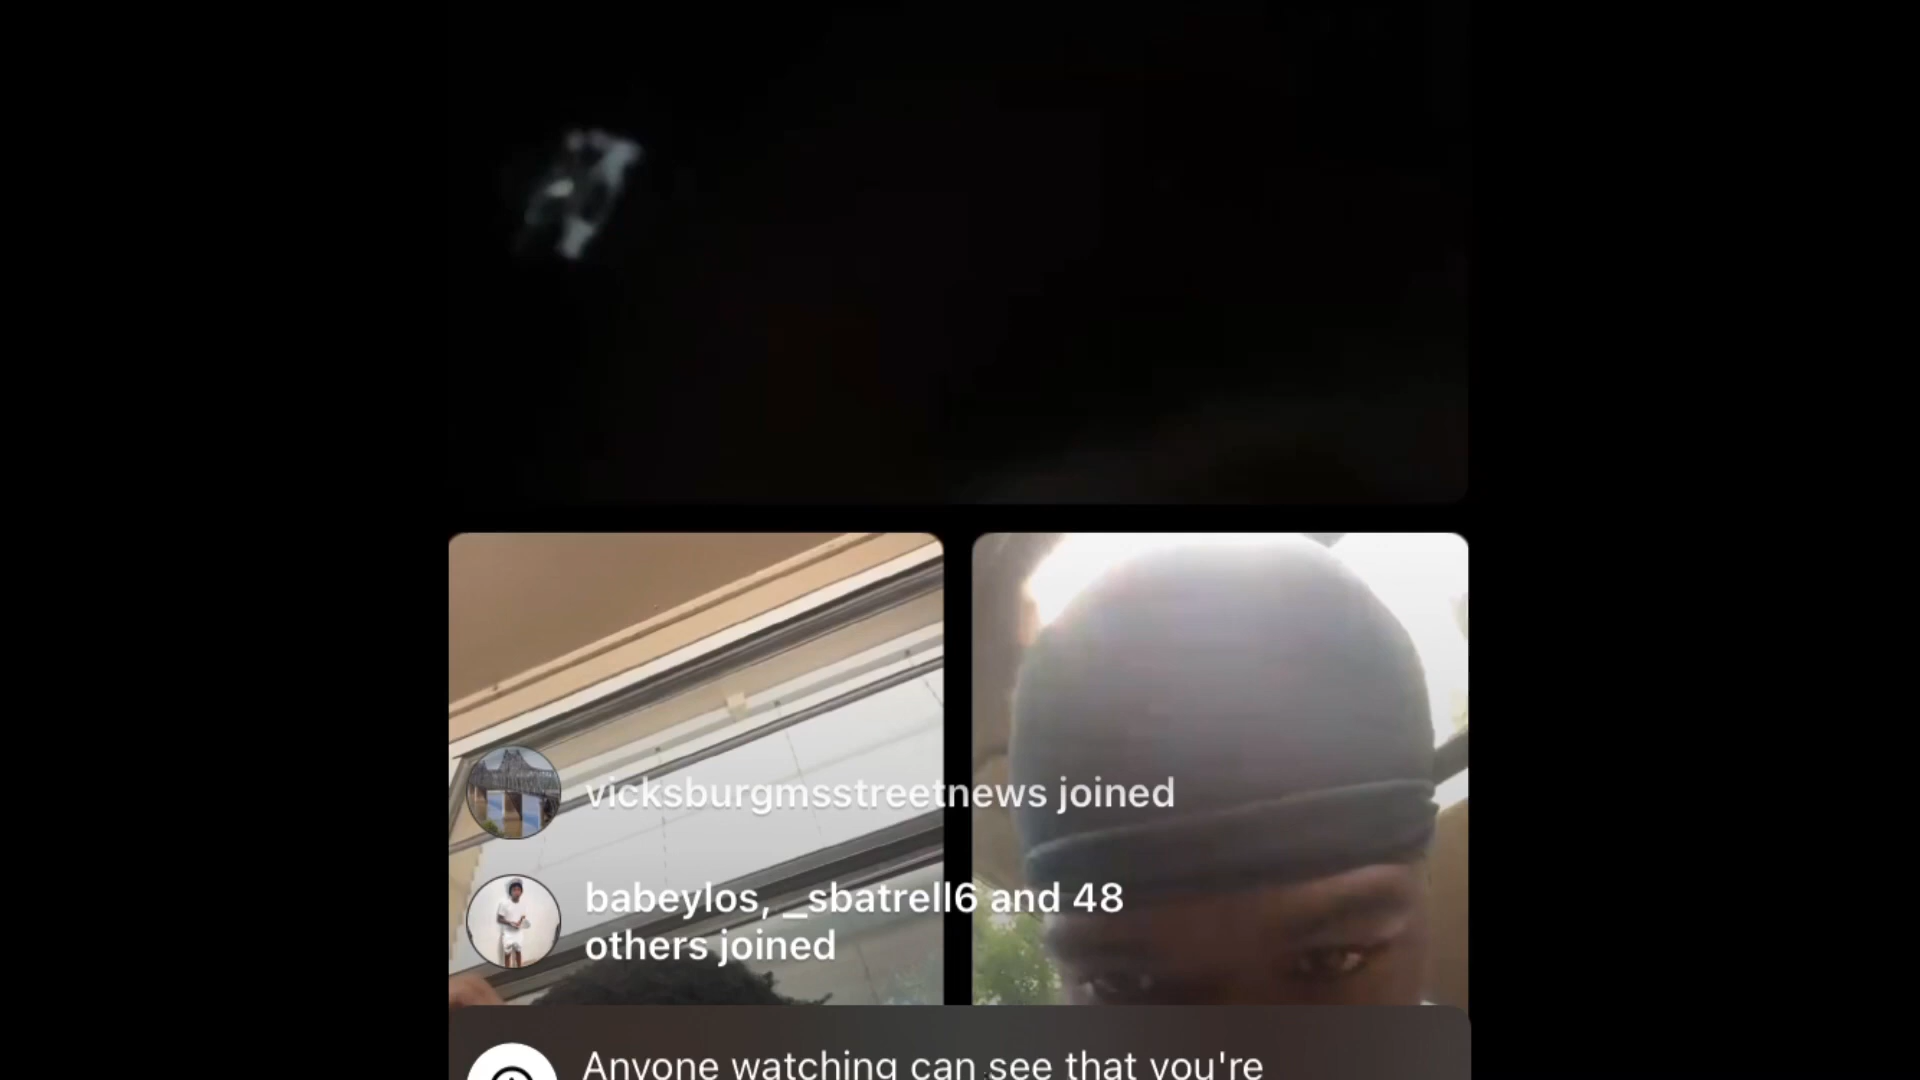 vicksburgmsstreetnews joined
babeylos, _sbatrell6 and 48
others joined
Anyone watching can see that you're